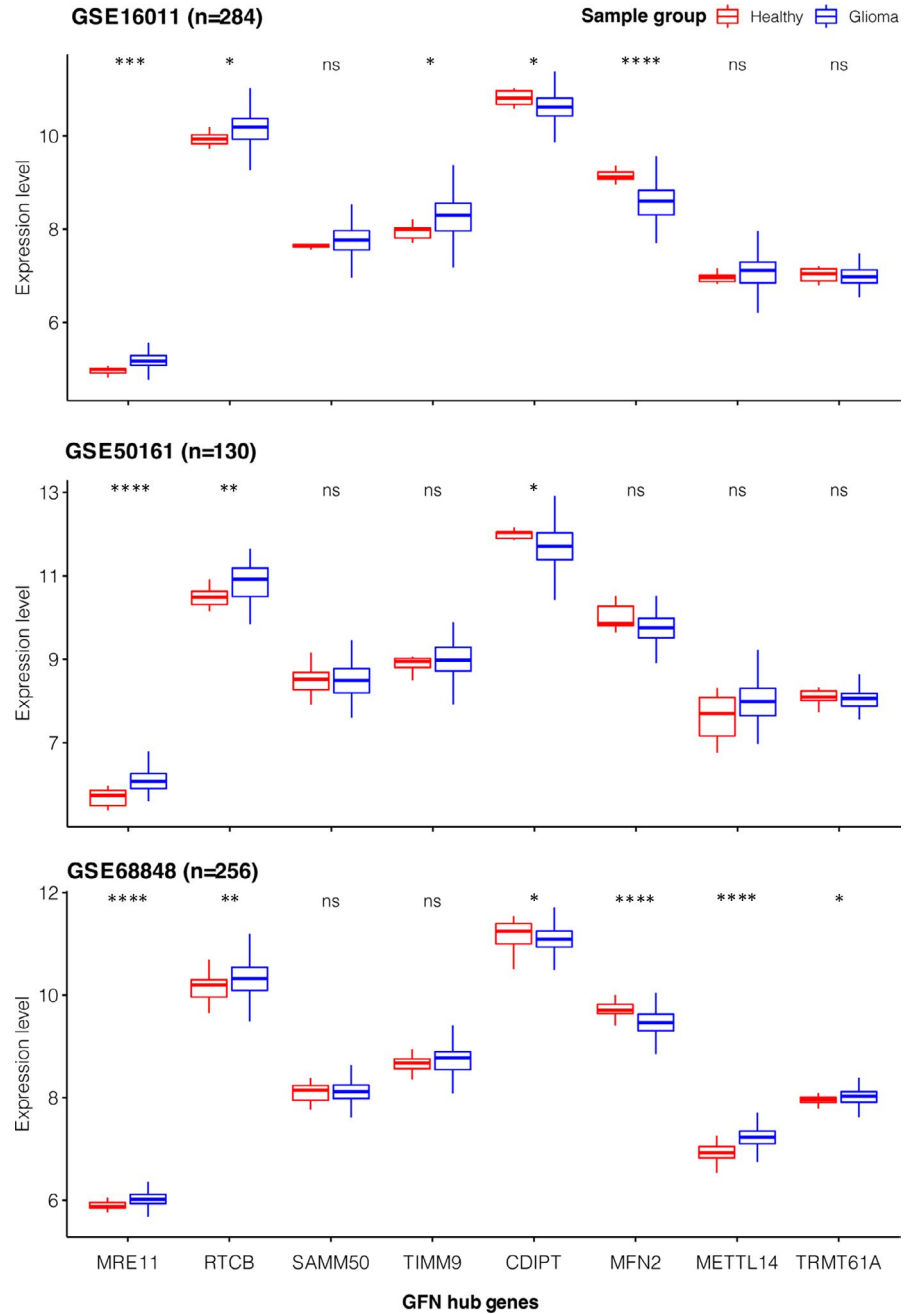 GSE16011 (n=284)
Sample group Healthy Glioma
*** * ns * * **** ns ns
10
8
6
Expression level
GSE50161 (n=130)
**** ** ns ns * ns ns ns
13
11
9
7
Expression level
GSE68848 (n=256)
**** ** ns ns * **** **** *
12
10
8
6
Expression level
MRE11 RTCB SAMM50 TIMM9 CDIPT MFN2 METTL14 TRMT61A
GFN hub genes